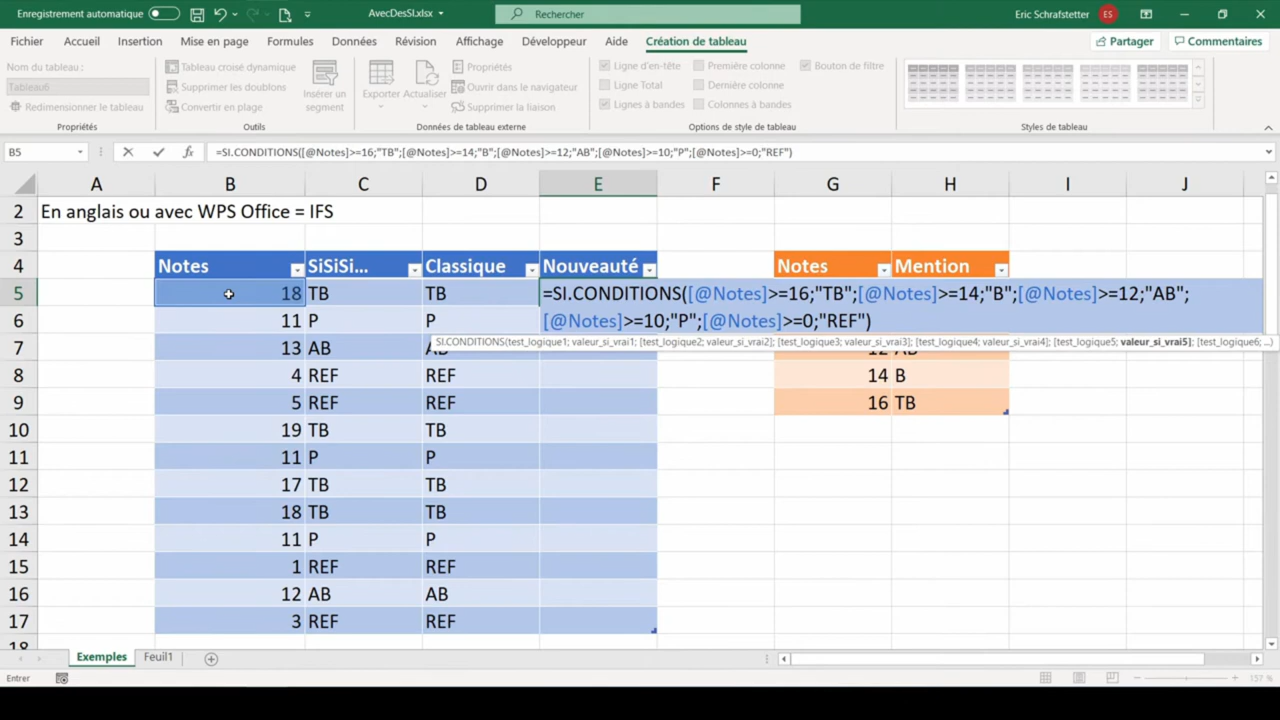 Enregistrement automatique
AvecDesSI.xlsx
Rechercher
Eric Schrafstetter
ES
Fichier Accueil Insertion Mise en page Formules Données Révision Affichage Développeur Aide Création de tableau Partager Commentaires
Nom du tableau :
Tableau6
Redimensionner le tableau
Propriétés
Tableau croisé dynamique
Supprimer les doublons
Convertir en plage
Insérer un segment
Outils
Exporter Actualiser
Propriétés
Ouvrir dans le navigateur
Supprimer la liaison
Données de tableau externe
Ligne d'en-tête Première colonne Bouton de filtre
Ligne Total Dernière colonne
Lignes à bandes Colonnes à bandes
Options de style de tableau
Styles de tableau
B5 fx =SI.CONDITIONS([@Notes]>=16;"TB";[@Notes]>=14;"B";[@Notes]>=12;"AB";[@Notes]>=10;"P";[@Notes]>=0;"REF")
A B C D E F G H I J
2 En anglais ou avec WPS Office = IFS
3
4 Notes SiSiSi... Classique Nouveauté Notes Mention
5 18 TB TB =SI.CONDITIONS([@Notes]>=16;"TB";[@Notes]>=14;"B";[@Notes]>=12;"AB";
6 11 P P [@Notes]>=10;"P";[@Notes]>=0;"REF")
SI.CONDITIONS(test_logique1; valeur_si_vrai1; [test_logique2; valeur_si_vrai2]; [test_logique3; valeur_si_vrai3]; [test_logique4; valeur_si_vrai4]; [test_logique5; valeur_si_vrai5]; [test_logique6; ...)
7 13 AB AB 12 AB
8 4 REF REF 14 B
9 5 REF REF 16 TB
10 19 TB TB
11 11 P P
12 17 TB TB
13 18 TB TB
14 11 P P
15 1 REF REF
16 12 AB AB
17 3 REF REF
18
Exemples Feuil1
Entrer
157 %